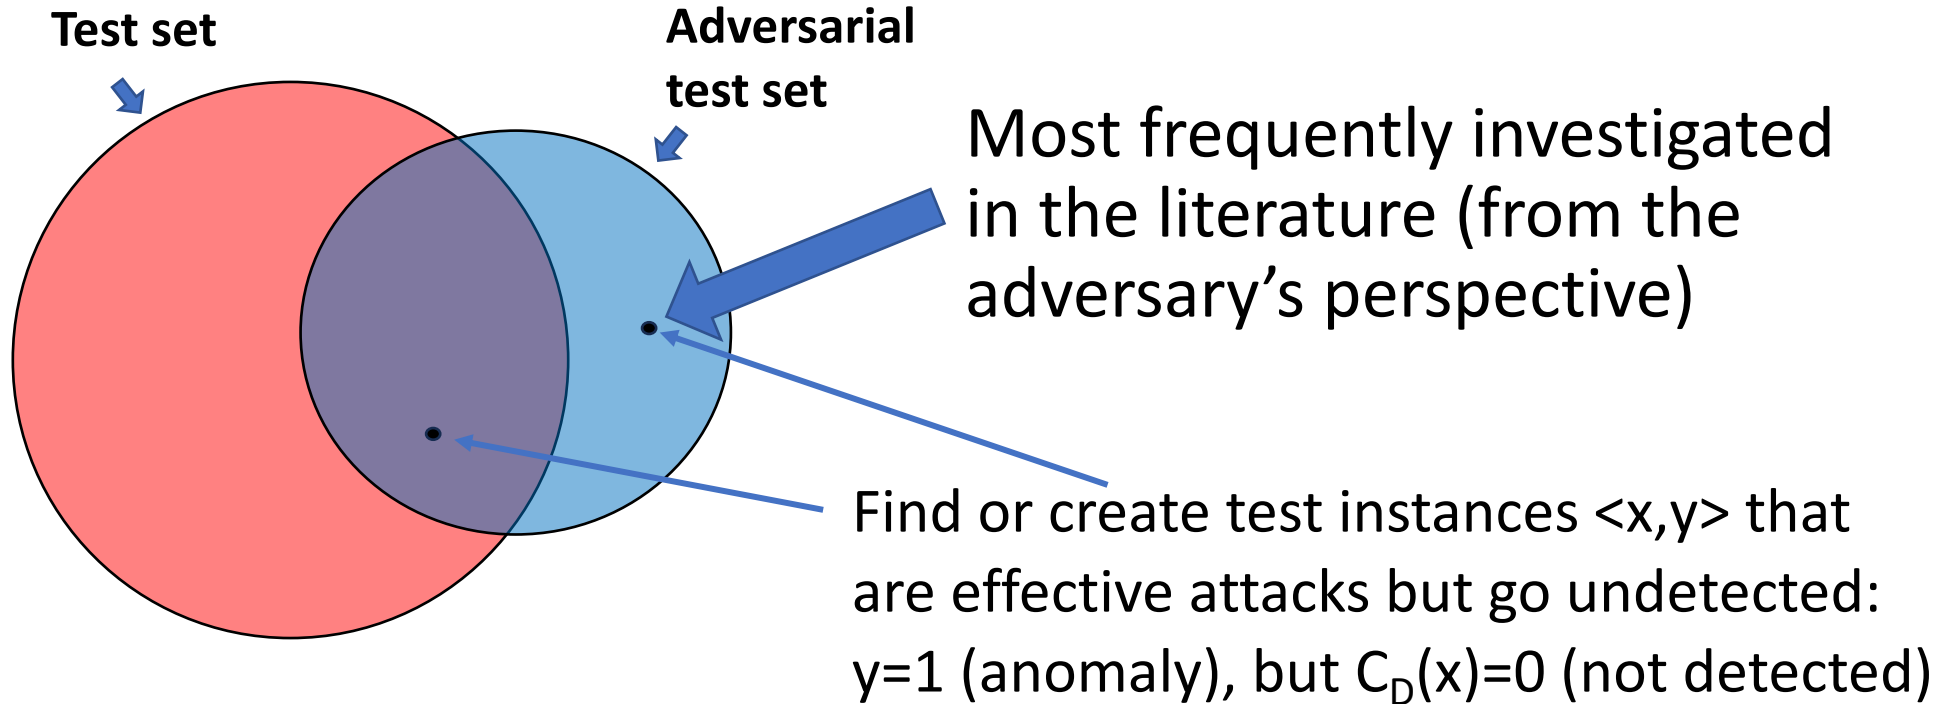 Test set
Adversarial
test set
Most frequently investigated
in the literature (from the
adversary’s perspective)
Find or create test instances <x,y> that
are effective attacks but go undetected:
y=1 (anomaly), but C_D(x)=0 (not detected)